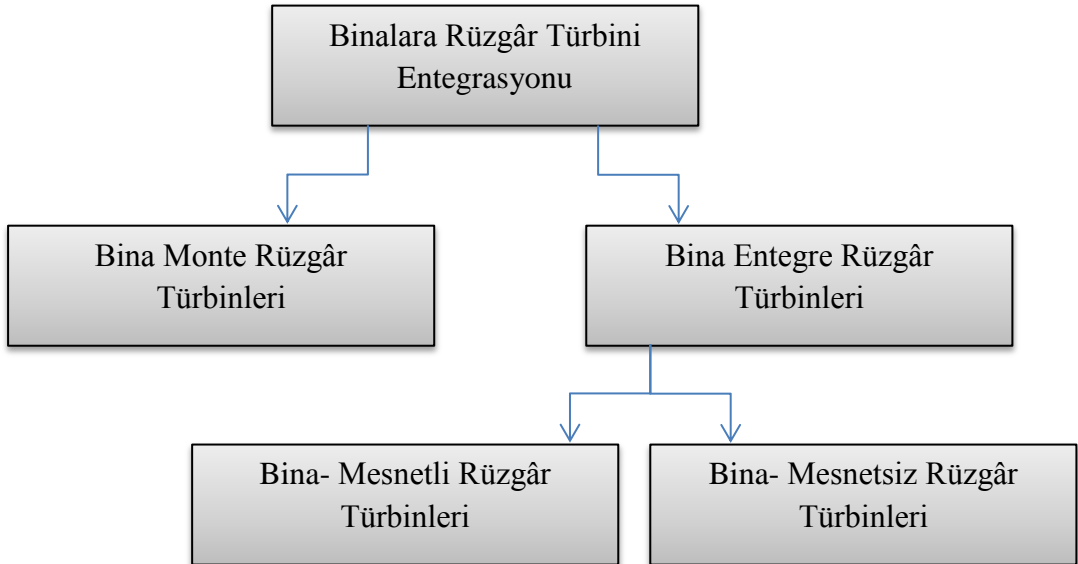 Binalara Rüzgâr Türbini
Entegrasyonu
Bina Monte Rüzgâr
Türbinleri
Bina Entegre Rüzgâr
Türbinleri
Bina- Mesnetli Rüzgâr
Türbinleri
Bina- Mesnetsiz Rüzgâr
Türbinleri